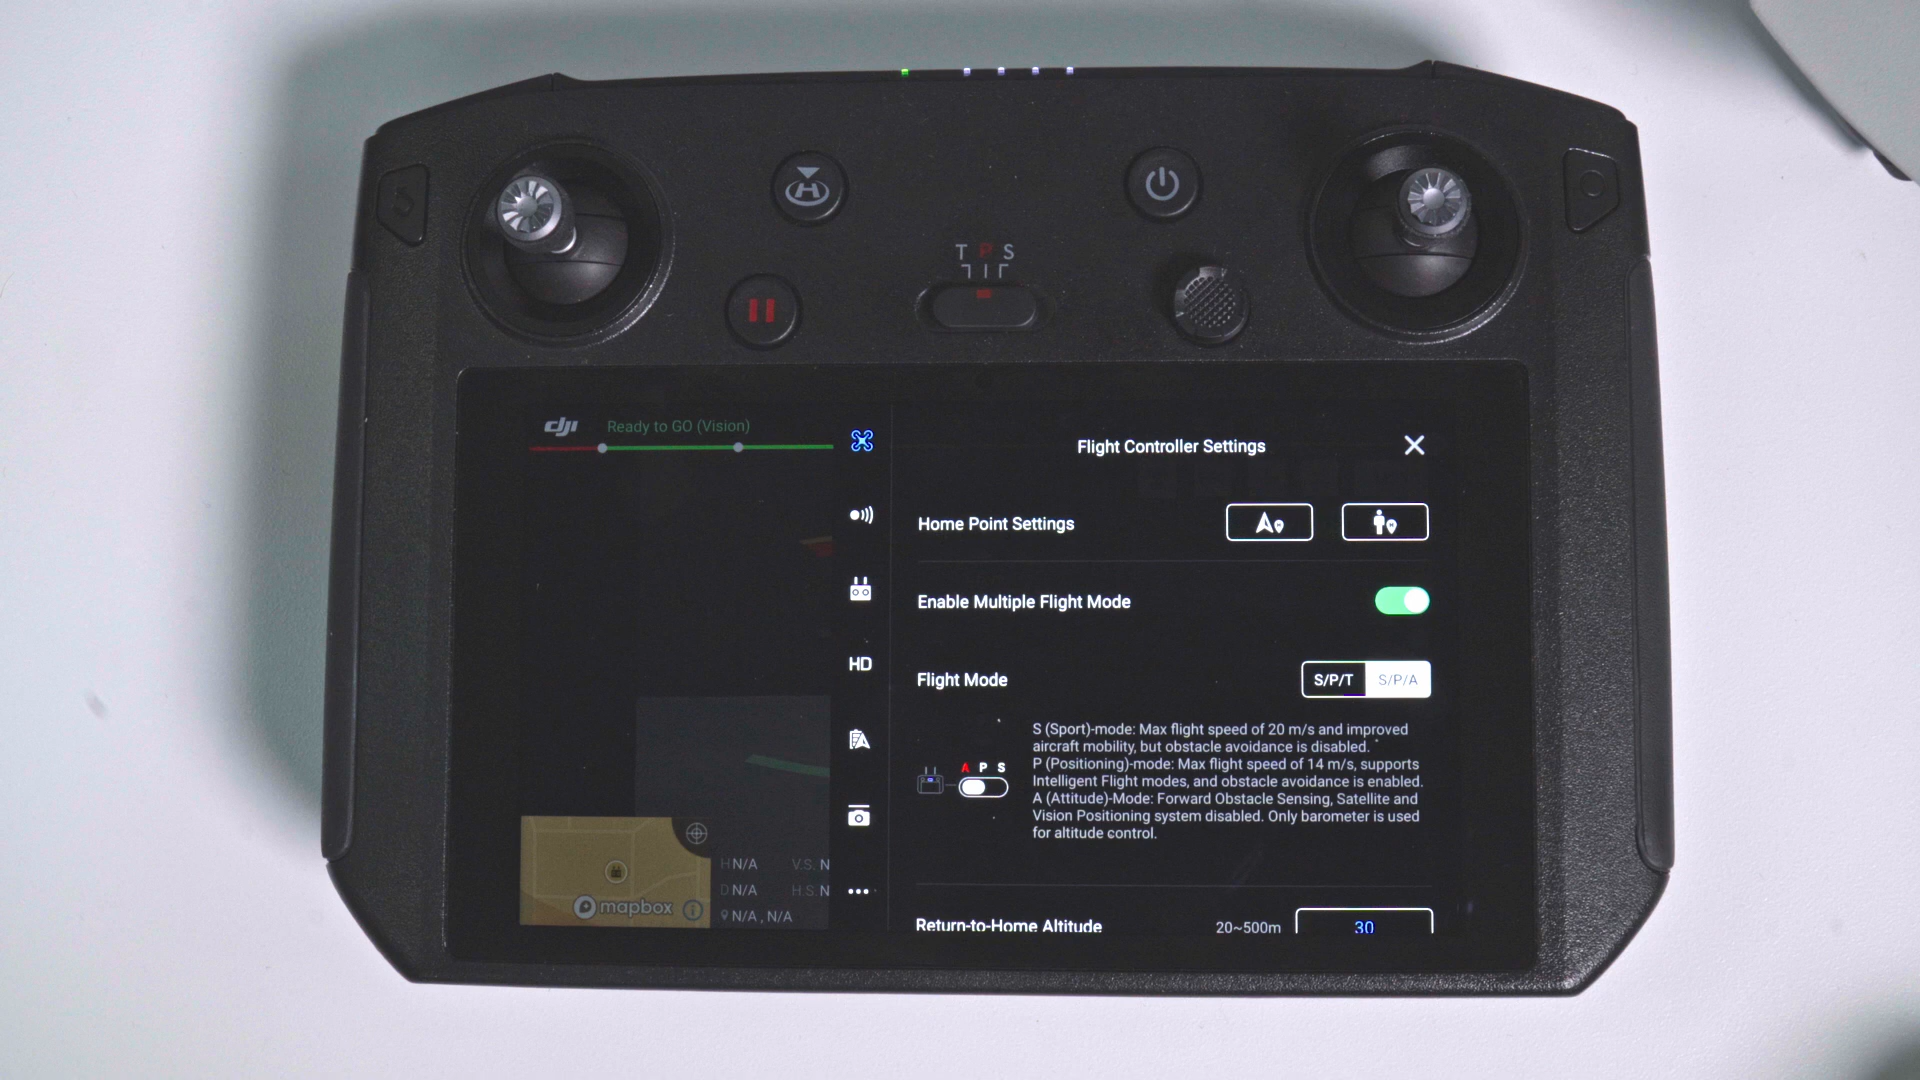 T P S
dji
Ready to GO (Vision)
Flight Controller Settings
Home Point Settings
Enable Multiple Flight Mode
HD
Flight Mode
S/P/T
S/P/A
A P S
S (Sport)-mode: Max flight speed of 20 m/s and improved
aircraft mobility, but obstacle avoidance is disabled.
P (Positioning)-mode: Max flight speed of 14 m/s, supports
Intelligent Flight modes, and obstacle avoidance is enabled.
A (Attitude)-Mode: Forward Obstacle Sensing, Satellite and
Vision Positioning system disabled. Only barometer is used
for altitude control.
H N/A V.S. N
D N/A H.S. N
N/A , N/A
mapbox
Return-to-Home Altitude
20~500m
30